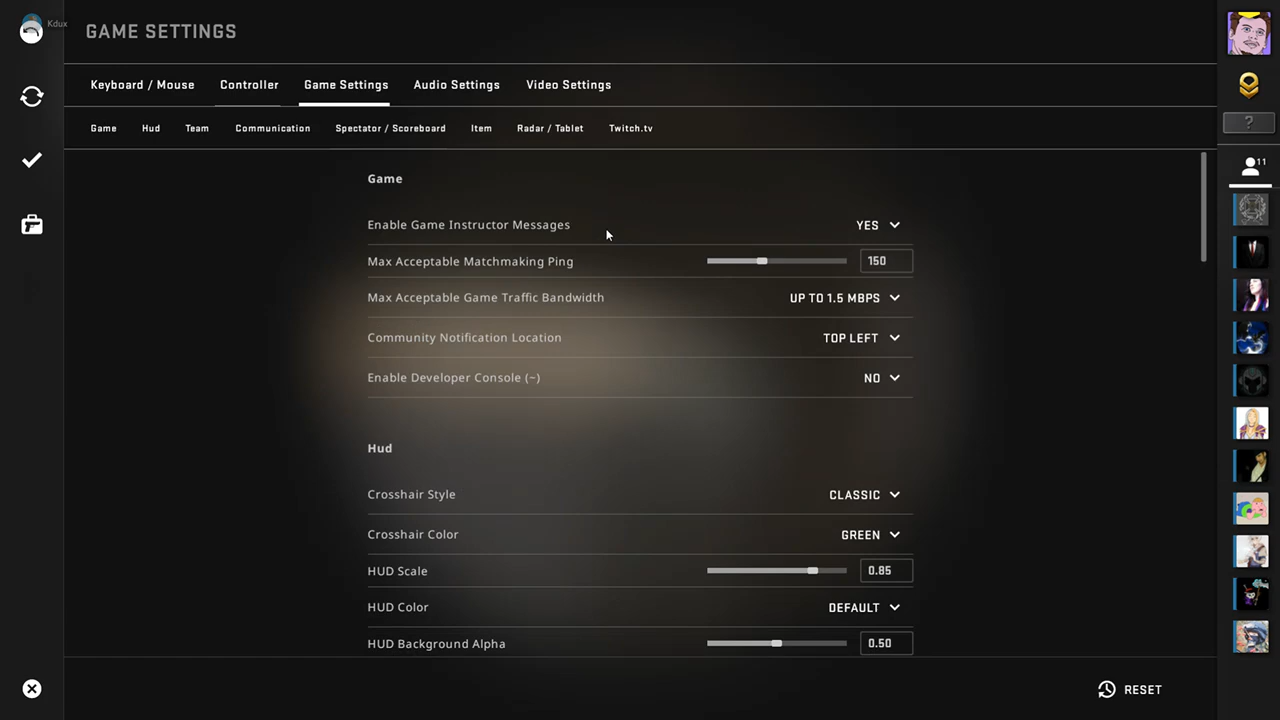 Kdux
GAME SETTINGS
Keyboard / Mouse Controller Game Settings Audio Settings Video Settings
Game Hud Team Communication Spectator / Scoreboard Item Radar / Tablet Twitch.tv
?
11
Game
Enable Game Instructor Messages YES
Max Acceptable Matchmaking Ping 150
Max Acceptable Game Traffic Bandwidth UP TO 1.5 MBPS
Community Notification Location TOP LEFT
Enable Developer Console (~) NO
Hud
Crosshair Style CLASSIC
Crosshair Color GREEN
HUD Scale 0.85
HUD Color DEFAULT
HUD Background Alpha 0.50
RESET